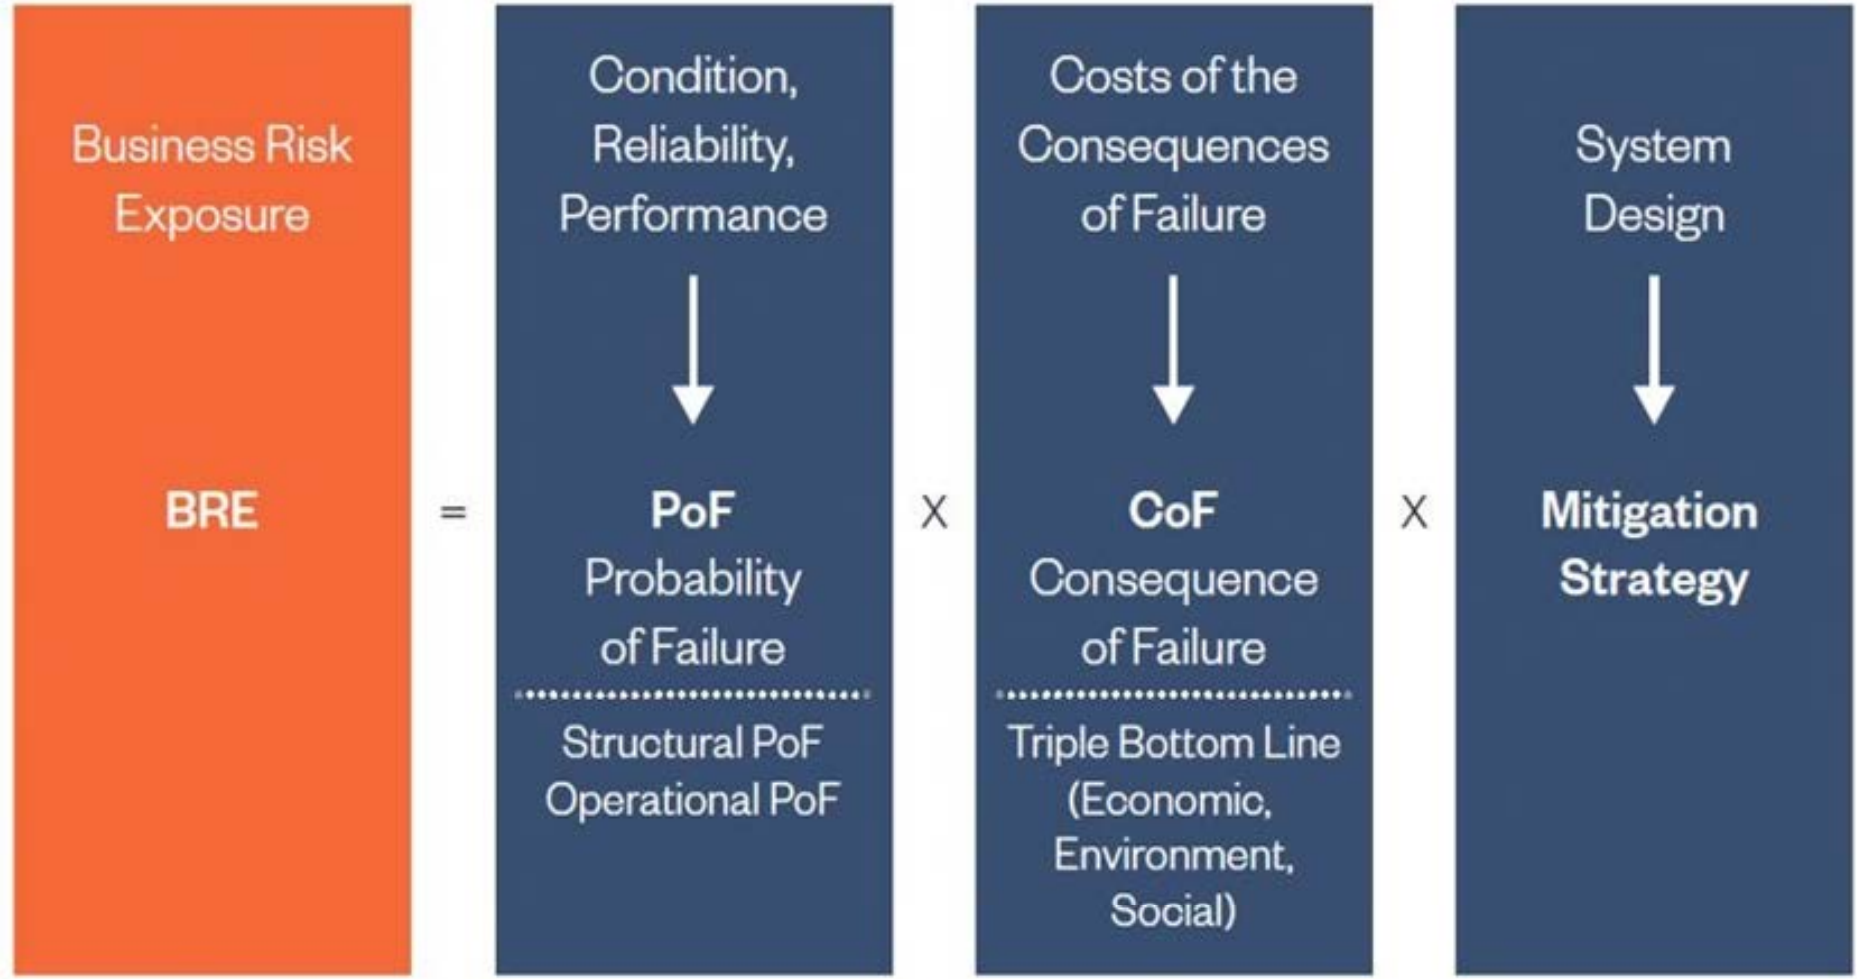 Business Risk
Exposure
BRE
=
Condition,
Reliability,
Performance
PoF
Probability
of Failure
Structural PoF
Operational PoF
X
Costs of the
Consequences
of Failure
CoF
Consequence
of Failure
Triple Bottom Line
(Economic,
Environment,
Social)
X
System
Design
Mitigation
Strategy